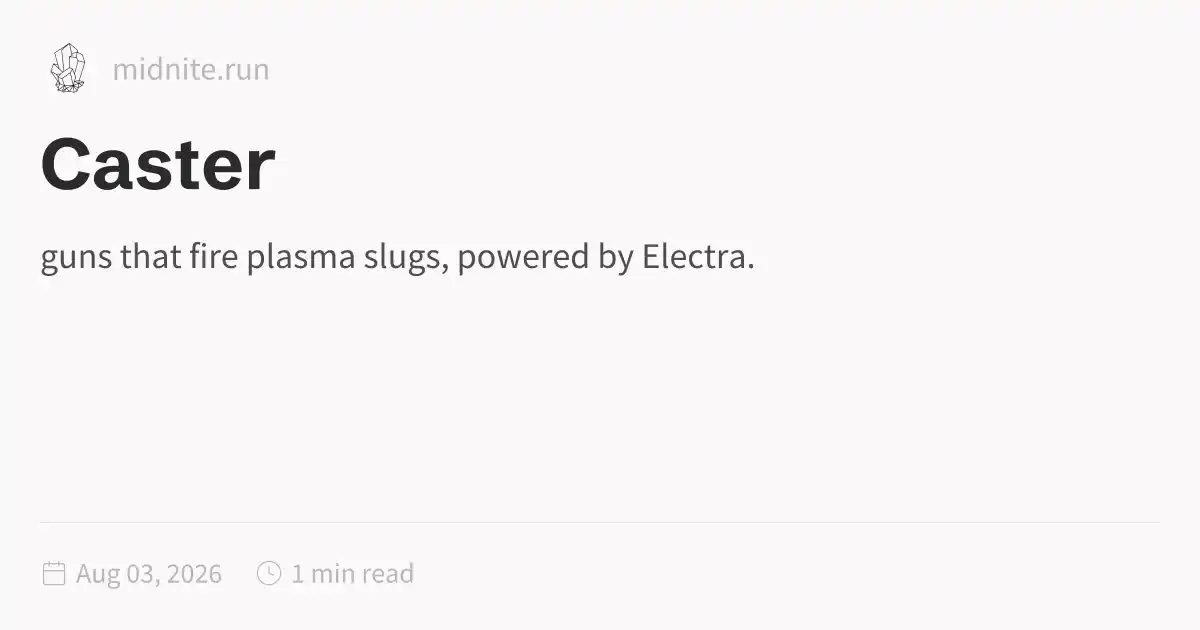 midnite.run
Caster
guns that fire plasma slugs, powered by Electra.
Aug 03, 2026 1 min read